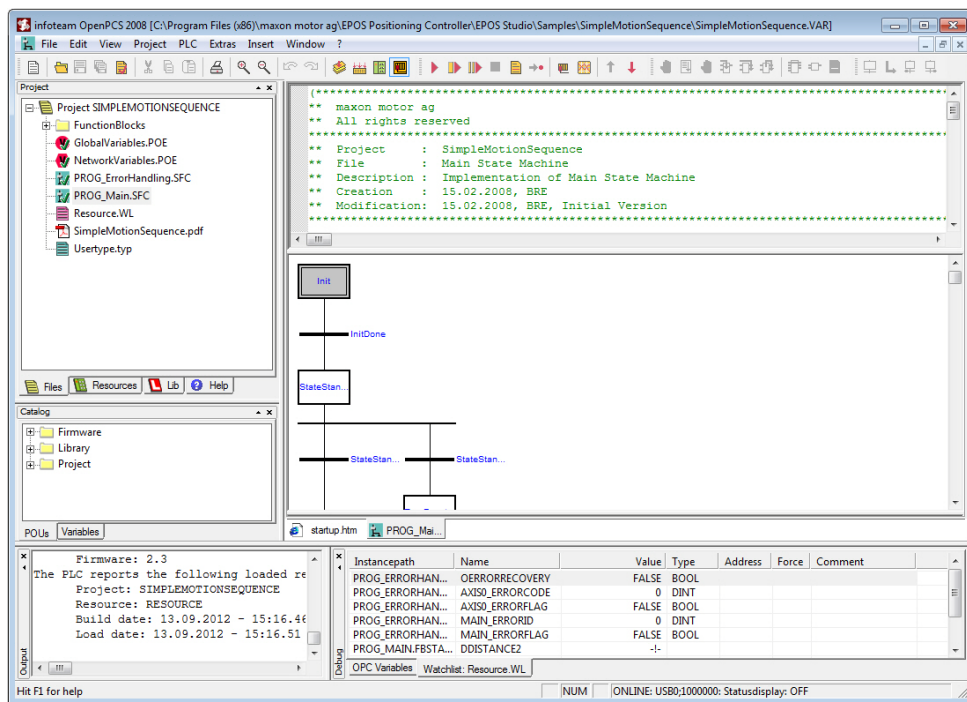 infoteam OpenPCS 2008 [C:\Program Files (x86)\maxon motor ag\EPOS Positioning Controller\EPOS Studio\Samples\SimpleMotionSequence\SimpleMotionSequence.VAR]
File Edit View Project PLC Extras Insert Window ?
Project
Project SIMPLEMOTIONSEQUENCE
FunctionBlocks
GlobalVariables.POE
NetworkVariables.POE
PROG_ErrorHandling.SFC
PROG_Main.SFC
Resource.WL
SimpleMotionSequence.pdf
Usertype.typ
Files Resources Lib Help
Catalog
Firmware
Library
Project
POUs Variables
(*****************************************************************************
** maxon motor ag
** All rights reserved
******************************************************************************
** Project : SimpleMotionSequence
** File : Main State Machine
** Description : Implementation of Main State Machine
** Creation : 15.02.2008, BRE
** Modification: 15.02.2008, BRE, Initial Version
******************************************************************************
Init
InitDone
StateStan...
StateStan... StateStan...
startup.htm PROG_Mai...
Firmware: 2.3
The PLC reports the following loaded re
Project: SIMPLEMOTIONSEQUENCE
Resource: RESOURCE
Build date: 13.09.2012 - 15:16.46
Load date: 13.09.2012 - 15:16.51
Output
Instancepath Name Value Type Address Force Comment
PROG_ERRORHAN... OERRORRECOVERY FALSE BOOL
PROG_ERRORHAN... AXIS0_ERRORCODE 0 DINT
PROG_ERRORHAN... AXIS0_ERRORFLAG FALSE BOOL
PROG_ERRORHAN... MAIN_ERRORID 0 DINT
PROG_ERRORHAN... MAIN_ERRORFLAG FALSE BOOL
PROG_MAIN.FBSTA... DDISTANCE2 -!-
OPC Variables Watchlist: Resource.WL
Debug
Hit F1 for help NUM ONLINE: USB0;1000000: Statusdisplay: OFF